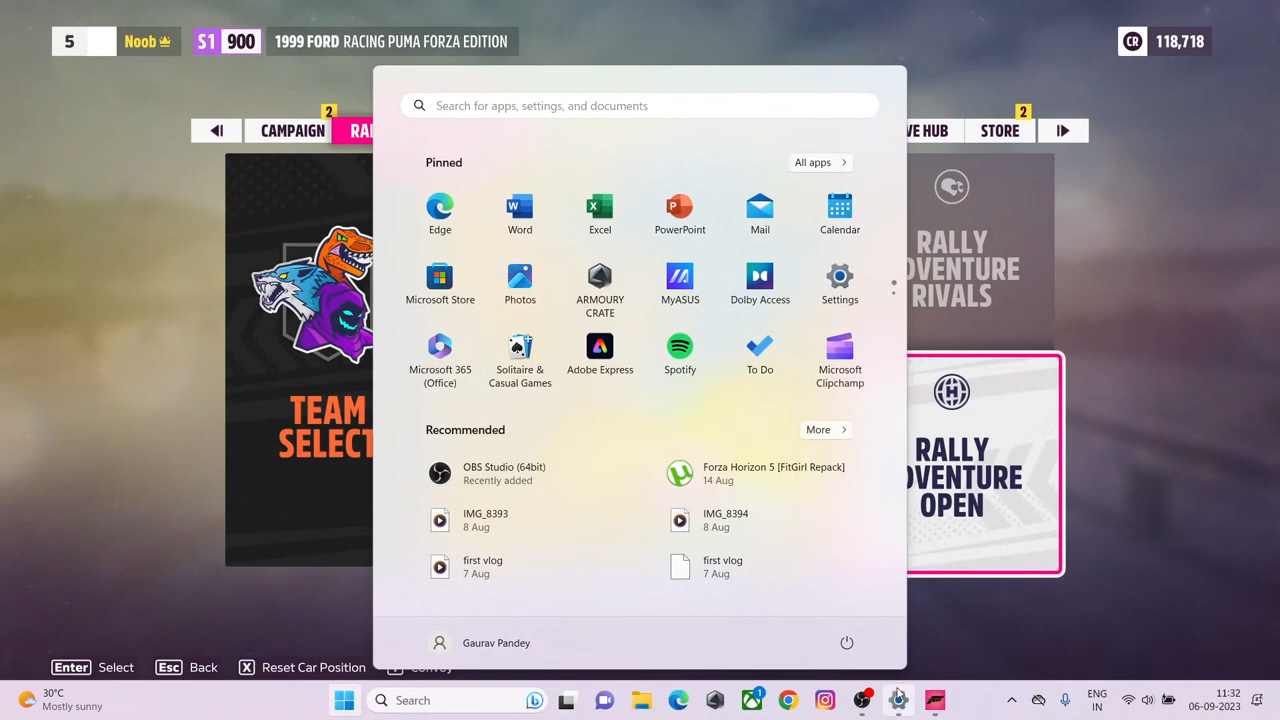 5 Noob S1 900 1999 FORD RACING PUMA FORZA EDITION CR 118,718
2 2
CAMPAIGN VE HUB STORE
Search for apps, settings, and documents
Pinned All apps
Edge Word Excel PowerPoint Mail Calendar
Microsoft Store Photos ARMOURY CRATE MyASUS Dolby Access Settings
Microsoft 365 (Office) Solitaire & Casual Games Adobe Express Spotify To Do Microsoft Clipchamp
TEAM
SELECT
RALLY
DVENTURE
RIVALS
H
RALLY
DVENTURE
OPEN
Recommended More
OBS Studio (64bit)
Recently added
Forza Horizon 5 [FitGirl Repack]
14 Aug
IMG_8393
8 Aug
IMG_8394
8 Aug
first vlog
7 Aug
first vlog
7 Aug
Gaurav Pandey
Enter Select Esc Back X Reset Car Position
30°C
Mostly sunny
Search
1
ENG
IN
11:32
06-09-2023